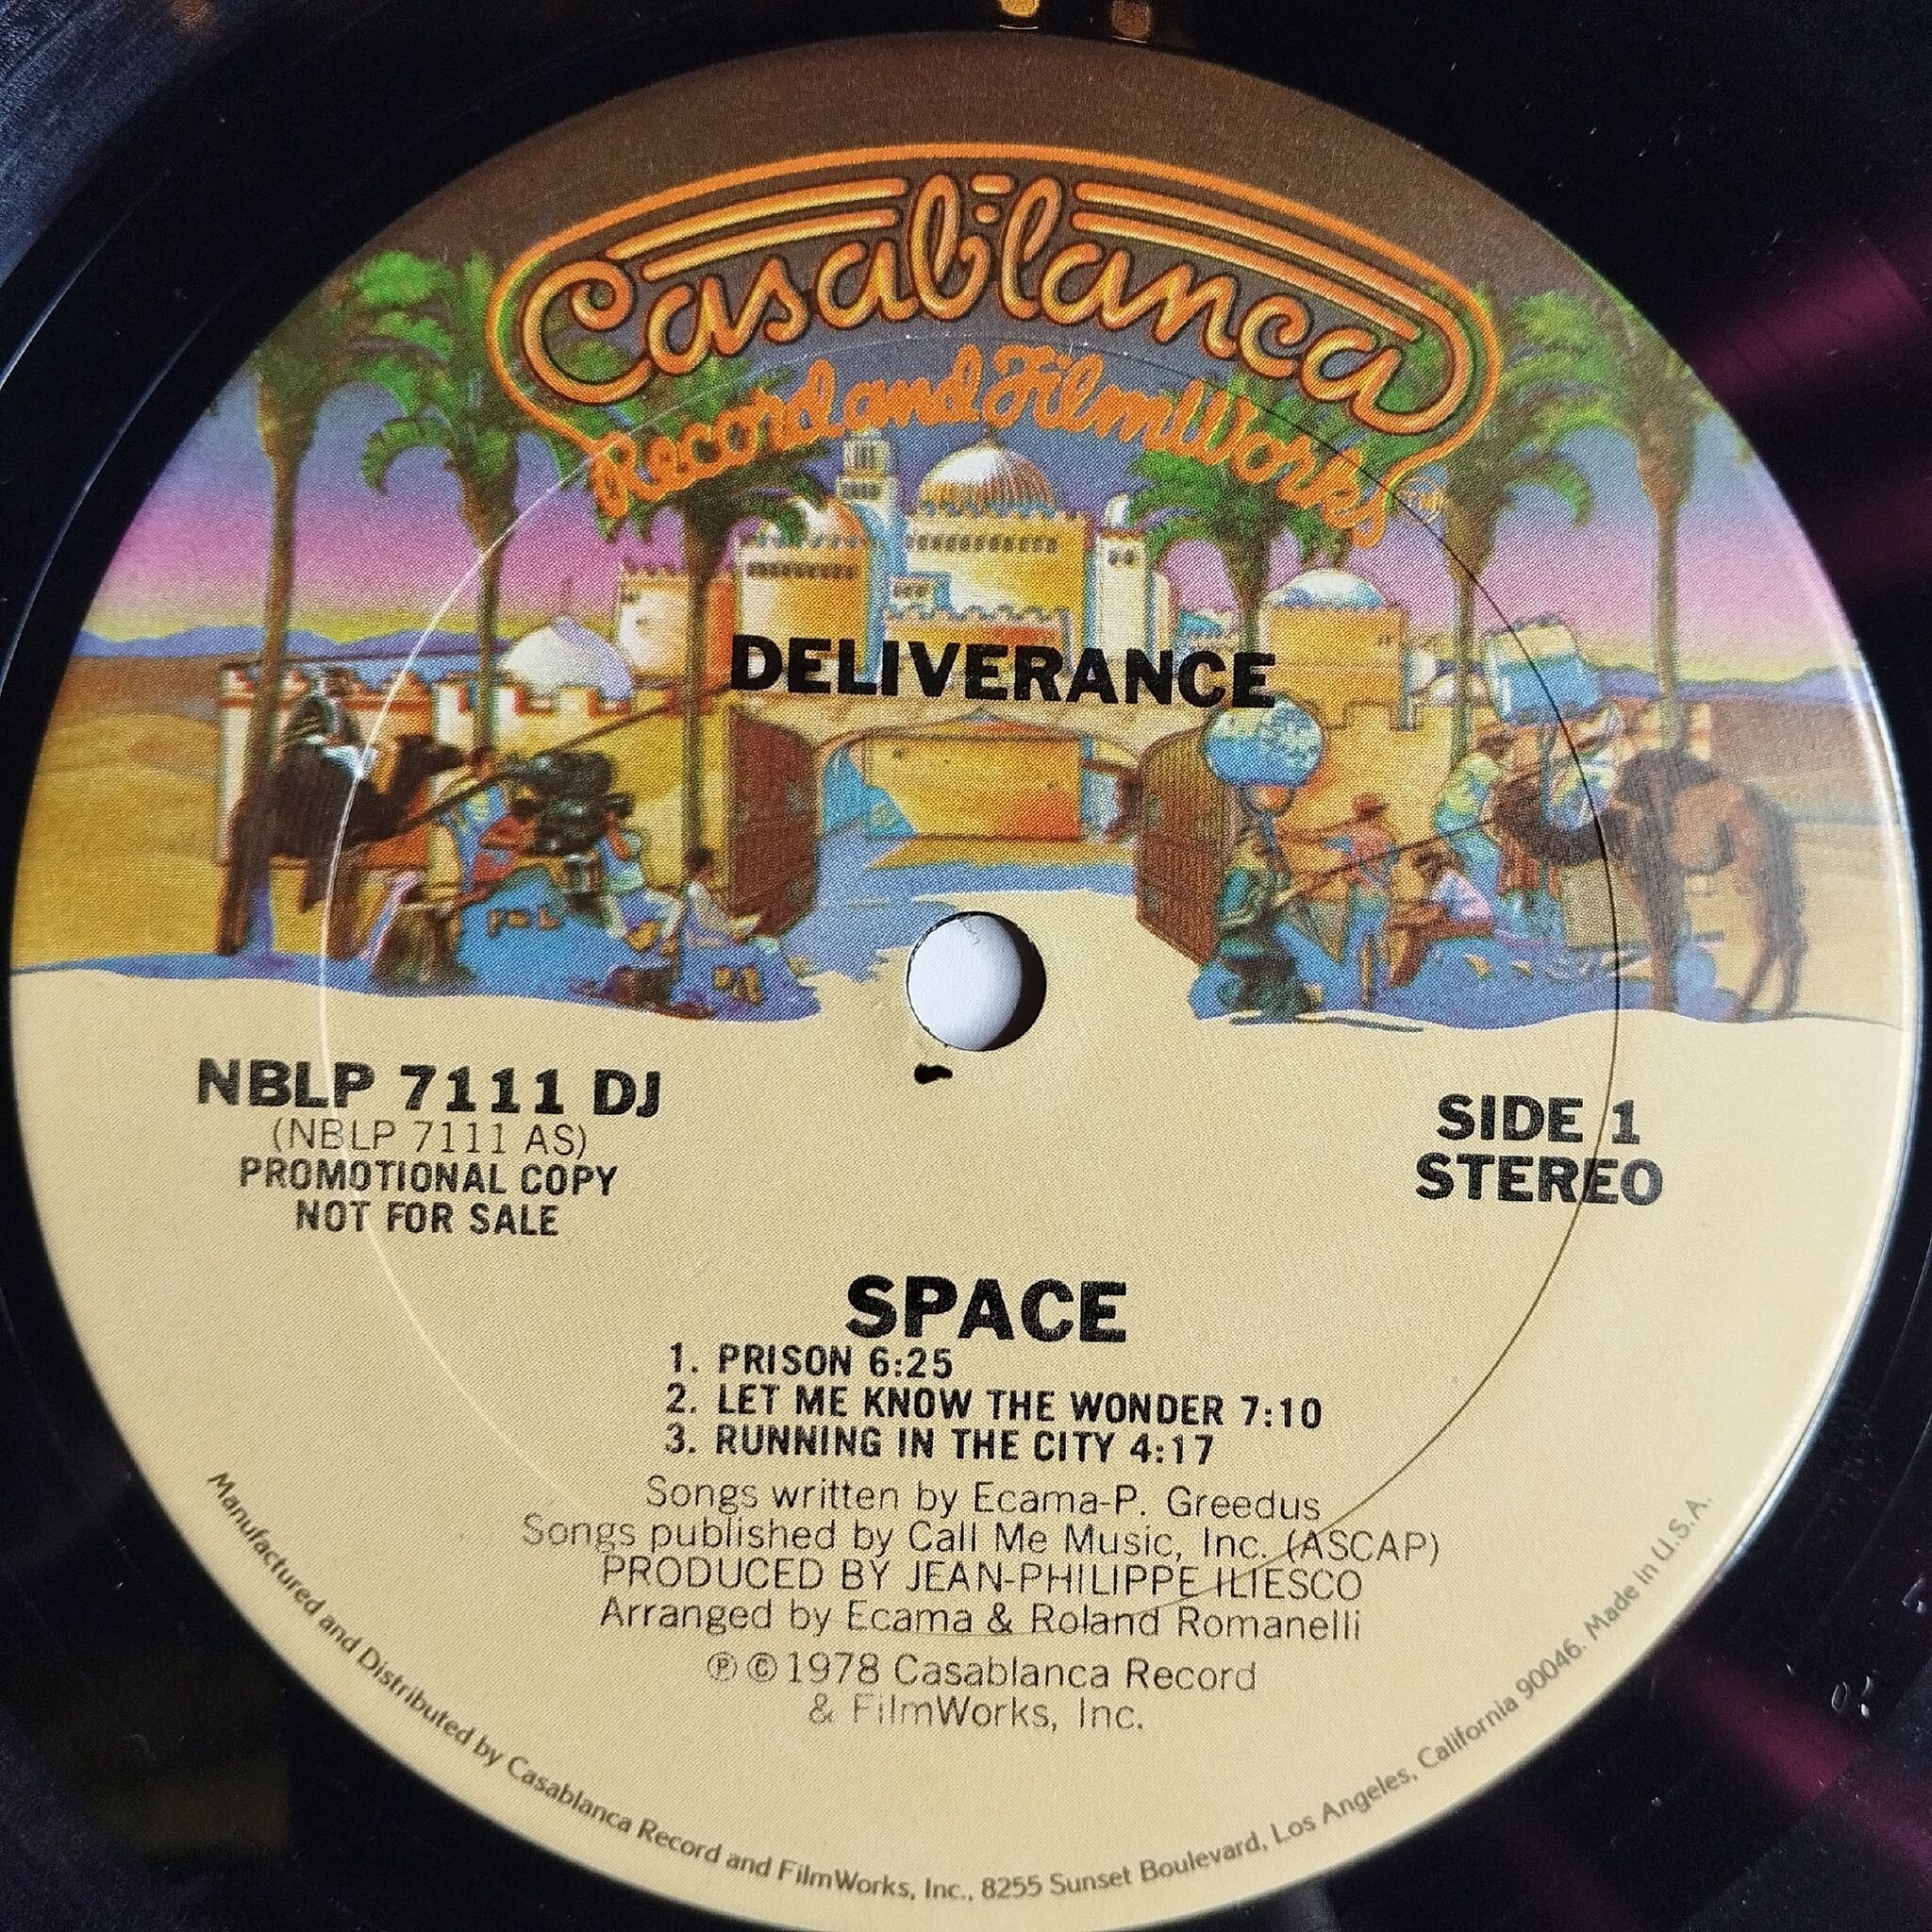 Casablanca
Record and FilmWorks
TM
DELIVERANCE
NBLP 7111 DJ
(NBLP 7111 AS)
PROMOTIONAL COPY
NOT FOR SALE
SIDE 1
STEREO
SPACE
1. PRISON 6:25
2. LET ME KNOW THE WONDER 7:10
3. RUNNING IN THE CITY 4:17
Songs written by Ecama-P. Greedus
Songs published by Call Me Music, Inc. (ASCAP)
PRODUCED BY JEAN-PHILIPPE ILIESCO
Arranged by Ecama & Roland Romanelli
Ⓟ©1978 Casablanca Record
& FilmWorks, Inc.
Manufactured and Distributed by Casablanca Record and FilmWorks, Inc., 8255 Sunset Boulevard, Los Angeles, California 90046. Made in U.S.A.